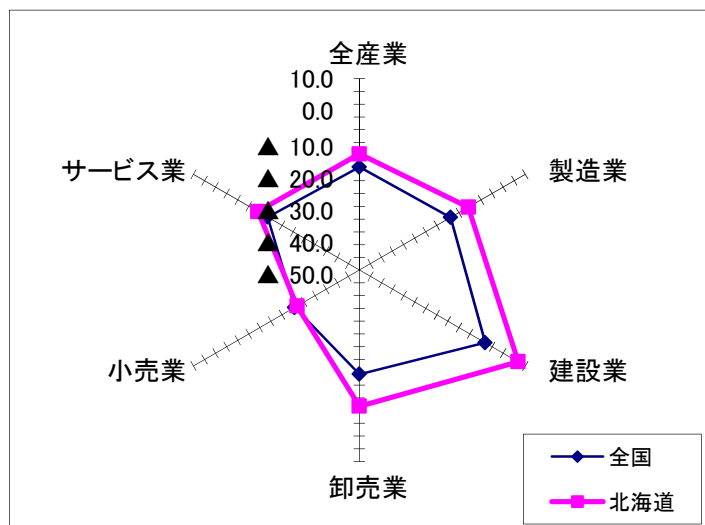 全産業
10.0
0.0
▲ 10.0
▲ 20.0
▲ 30.0
▲ 40.0
▲ 50.0
サービス業
製造業
小売業
建設業
卸売業
全国
北海道